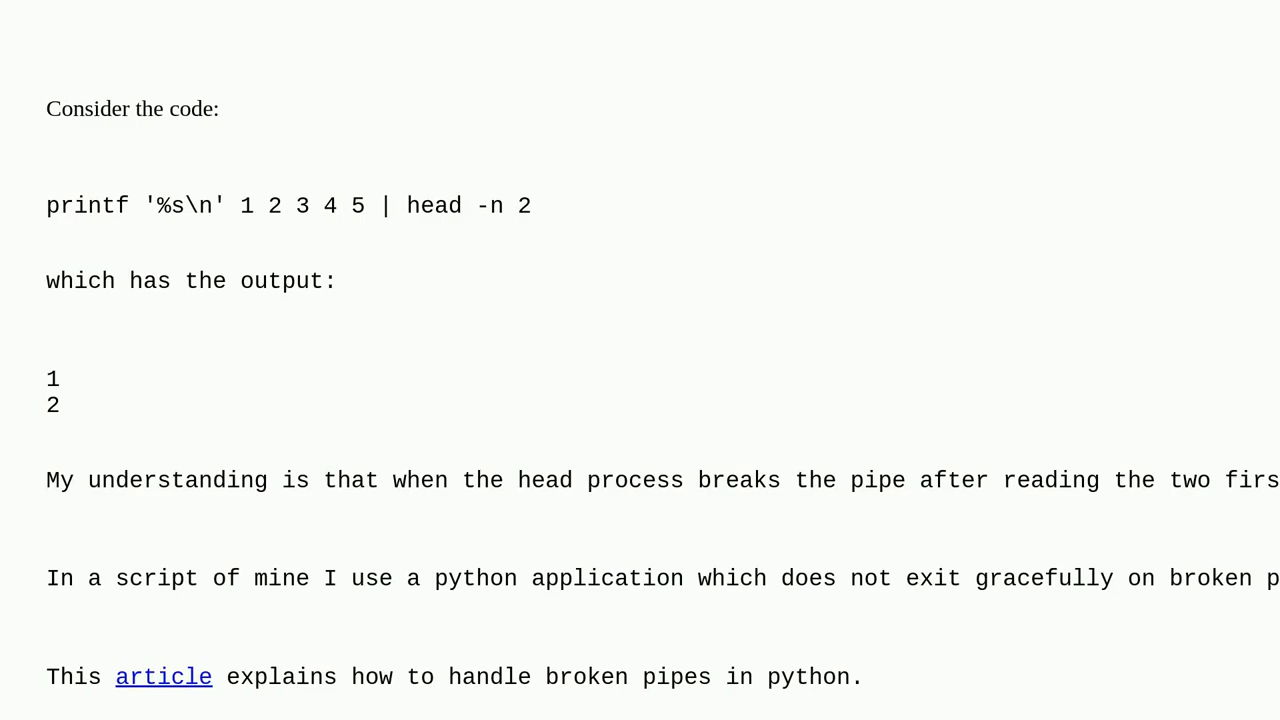 Consider the code:
printf '%s\n' 1 2 3 4 5 | head -n 2
which has the output:
1
2
My understanding is that when the head process breaks the pipe after reading the two firs
In a script of mine I use a python application which does not exit gracefully on broken p
This article explains how to handle broken pipes in python.